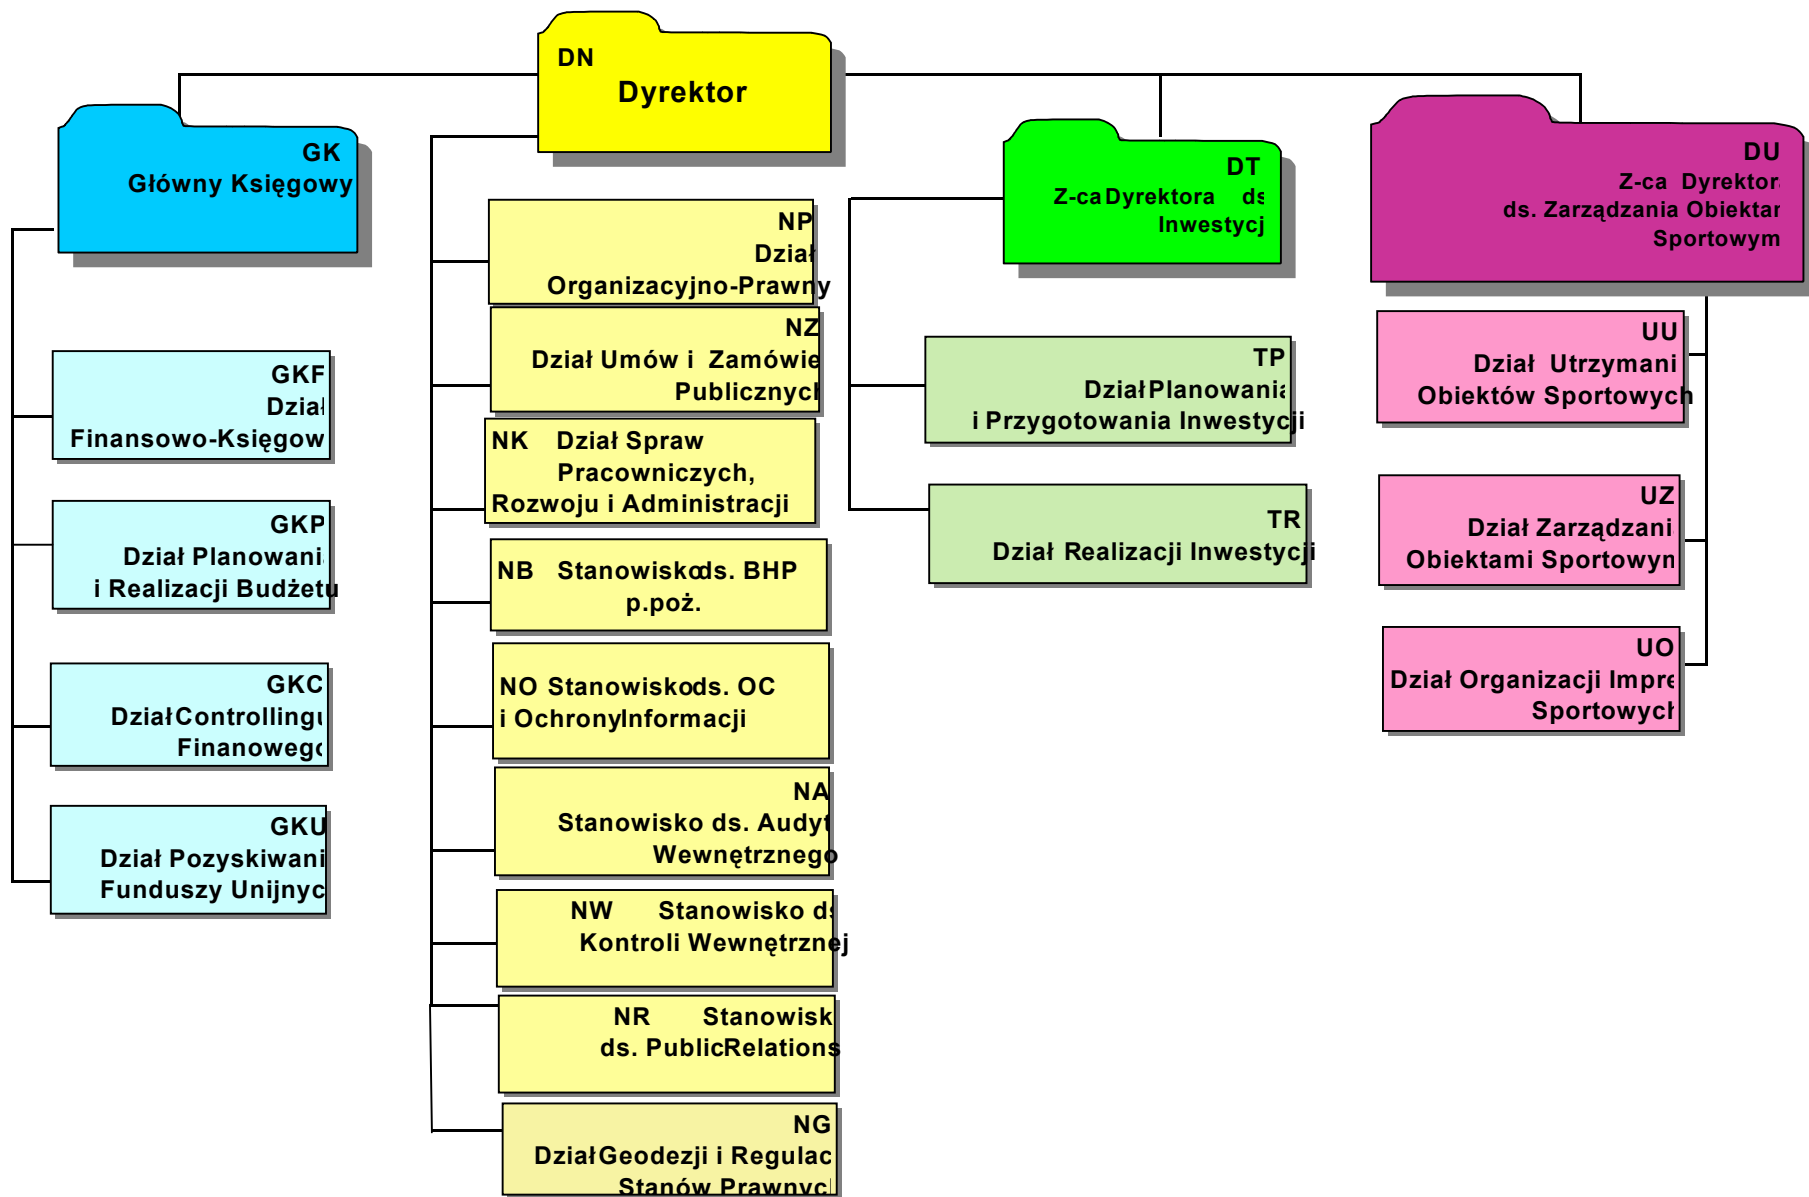 DN
Dyrektor
GK
Główny Księgowy
GKF
Dział
Finansowo-Księgow
GKP
Dział Planowani
i Realizacji Budżetu
GKC
Dział Controllingu
Finanowego
GKU
Dział Pozyskiwani
Funduszy Unijnyc
NP
Dział
Organizacyjno-Prawny
NZ
Dział Umów i Zamówie
Publicznych
NK Dział Spraw
Pracowniczych,
Rozwoju i Administracji
NB Stanowisko ds. BHP
p.poż.
NO Stanowisko ds. OC
i Ochrony Informacji
NA
Stanowisko ds. Audyt
Wewnętrznego
NW Stanowisko ds
Kontroli Wewnętrznej
NR Stanowisk
ds. Public Relations
NG
Dział Geodezji i Regulac
Stanów Prawnyc
DT
Z-ca Dyrektora ds
Inwestycj
TP
Dział Planowania
i Przygotowania Inwestycji
TR
Dział Realizacji Inwestycji
DU
Z-ca Dyrektora
ds. Zarządzania Obiektam
Sportowym
UU
Dział Utrzymani
Obiektów Sportowych
UZ
Dział Zarządzani
Obiektami Sportowym
UO
Dział Organizacji Impre
Sportowych